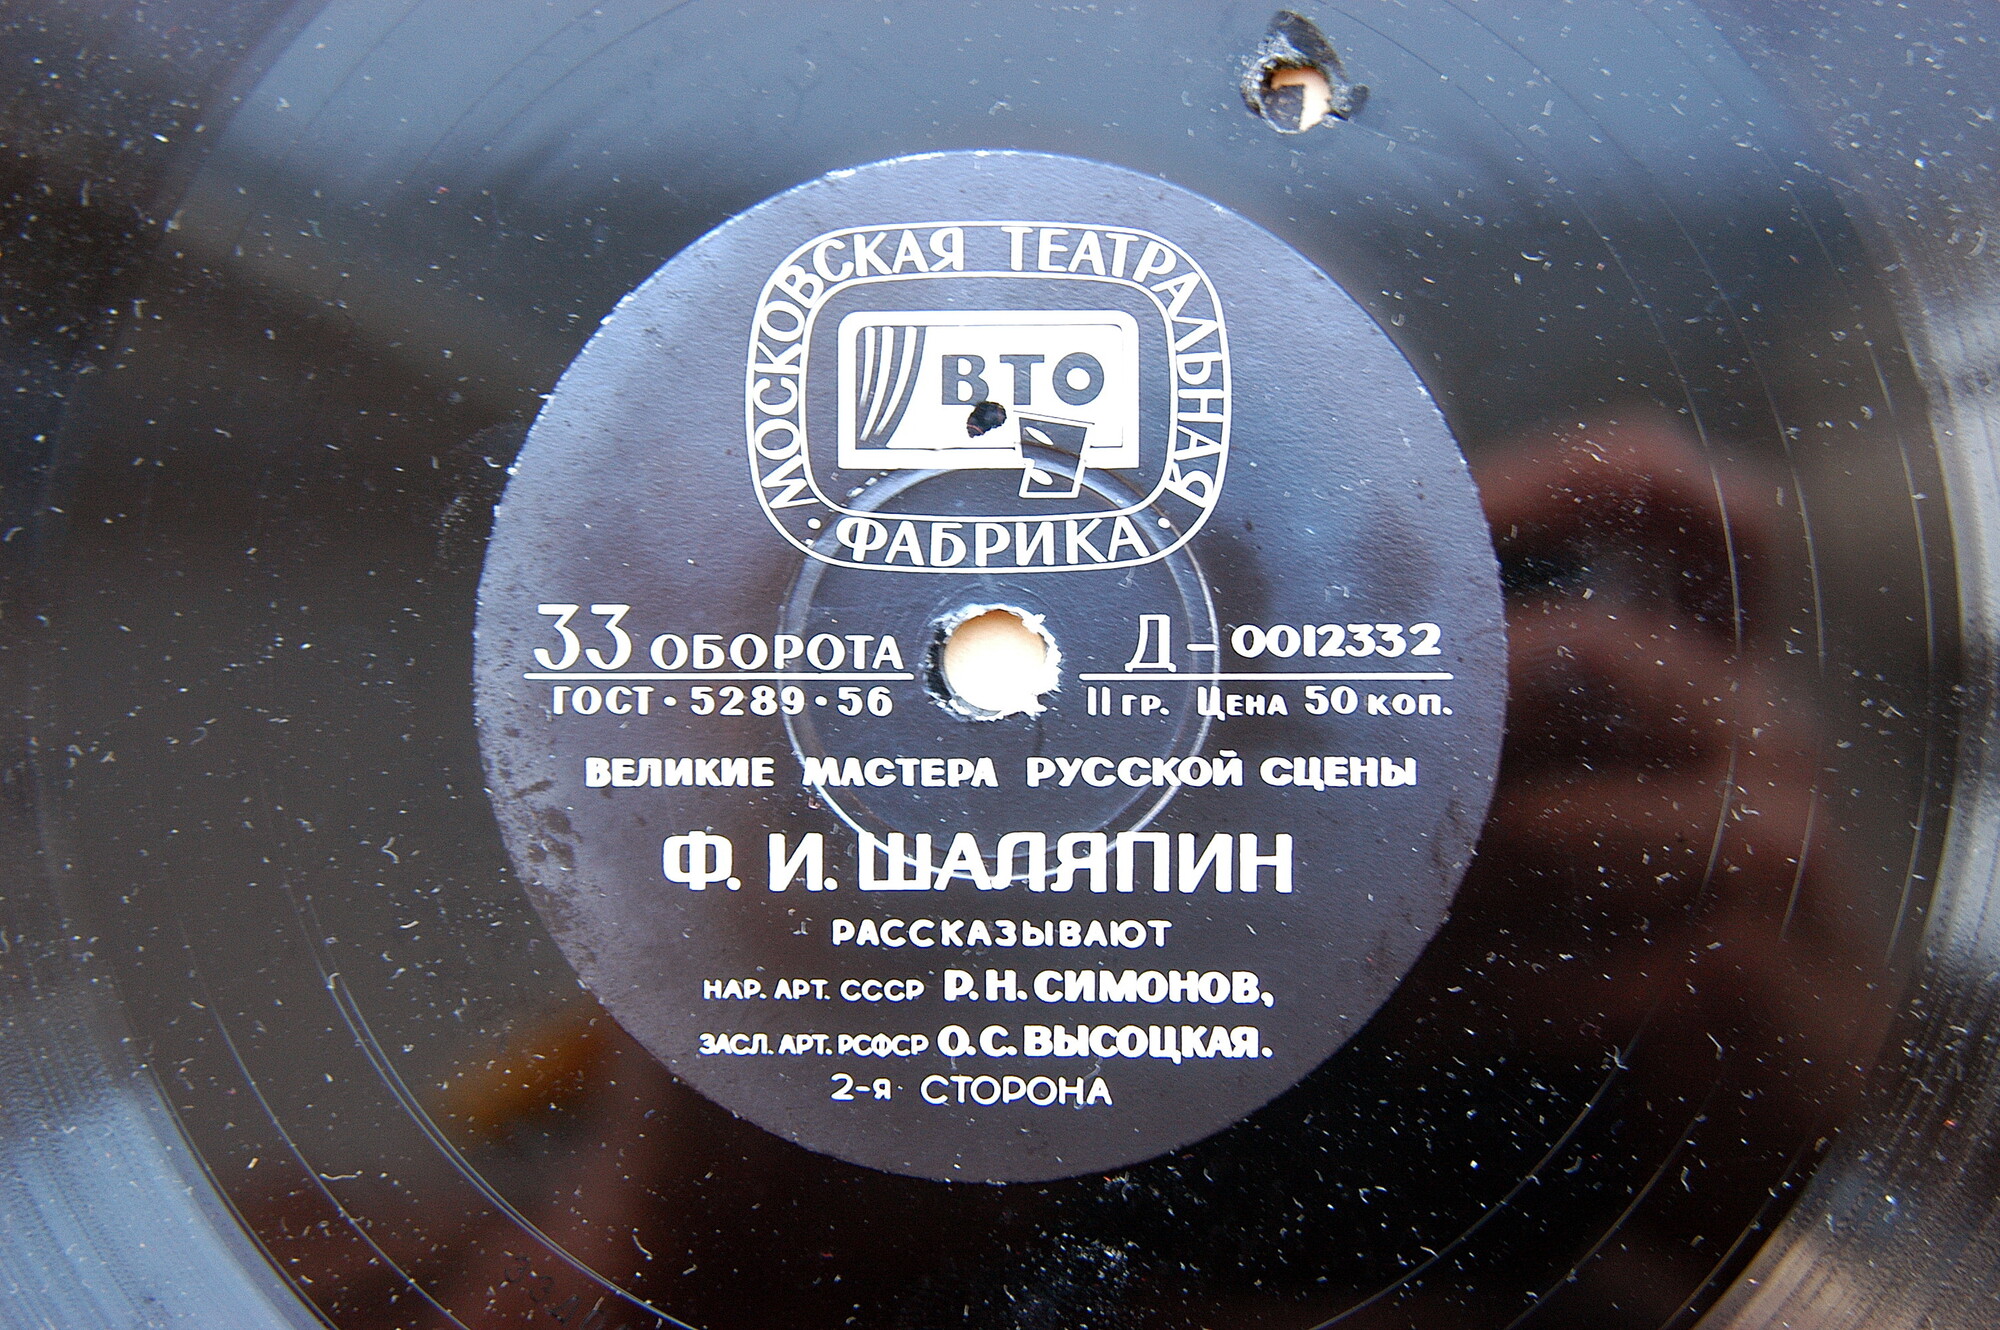 МОСКОВСКАЯ ТЕАТРАЛЬНАЯ
ВТО
• ФАБРИКА •
33 ОБОРОТА
ГОСТ • 5289 • 56
Д – 0012332
II ГР. ЦЕНА 50 КОП.
ВЕЛИКИЕ МАСТЕРА РУССКОЙ СЦЕНЫ
Ф. И. ШАЛЯПИН
РАССКАЗЫВАЮТ
НАР. АРТ. СССР Р. Н. СИМОНОВ,
ЗАСЛ. АРТ. РСФСР О. С. ВЫСОЦКАЯ.
2-я СТОРОНА